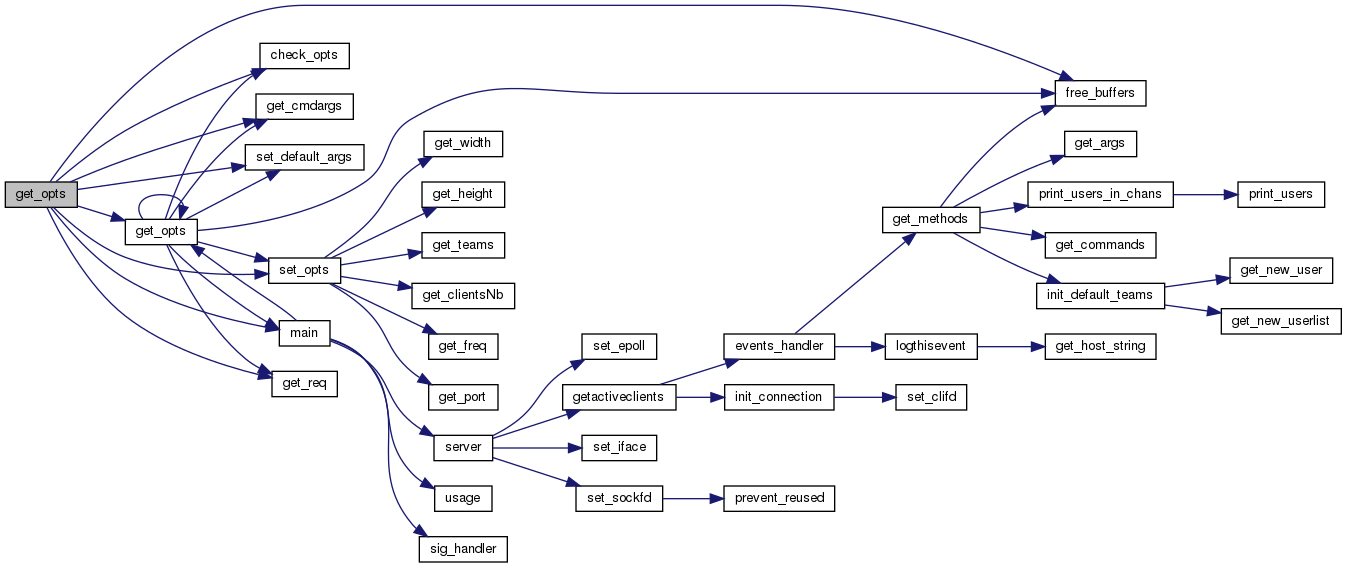 check_opts
free_buffers
get_cmdargs
get_width
get_args
set_default_args
get_opts
get_height
print_users_in_chans
print_users
get_methods
get_opts
get_teams
get_commands
set_opts
get_new_user
get_clientsNb
init_default_teams
get_new_userlist
main
get_freq
set_epoll
events_handler
logthisevent
get_host_string
get_req
get_port
getactiveclients
init_connection
set_clifd
server
set_iface
usage
set_sockfd
prevent_reused
sig_handler